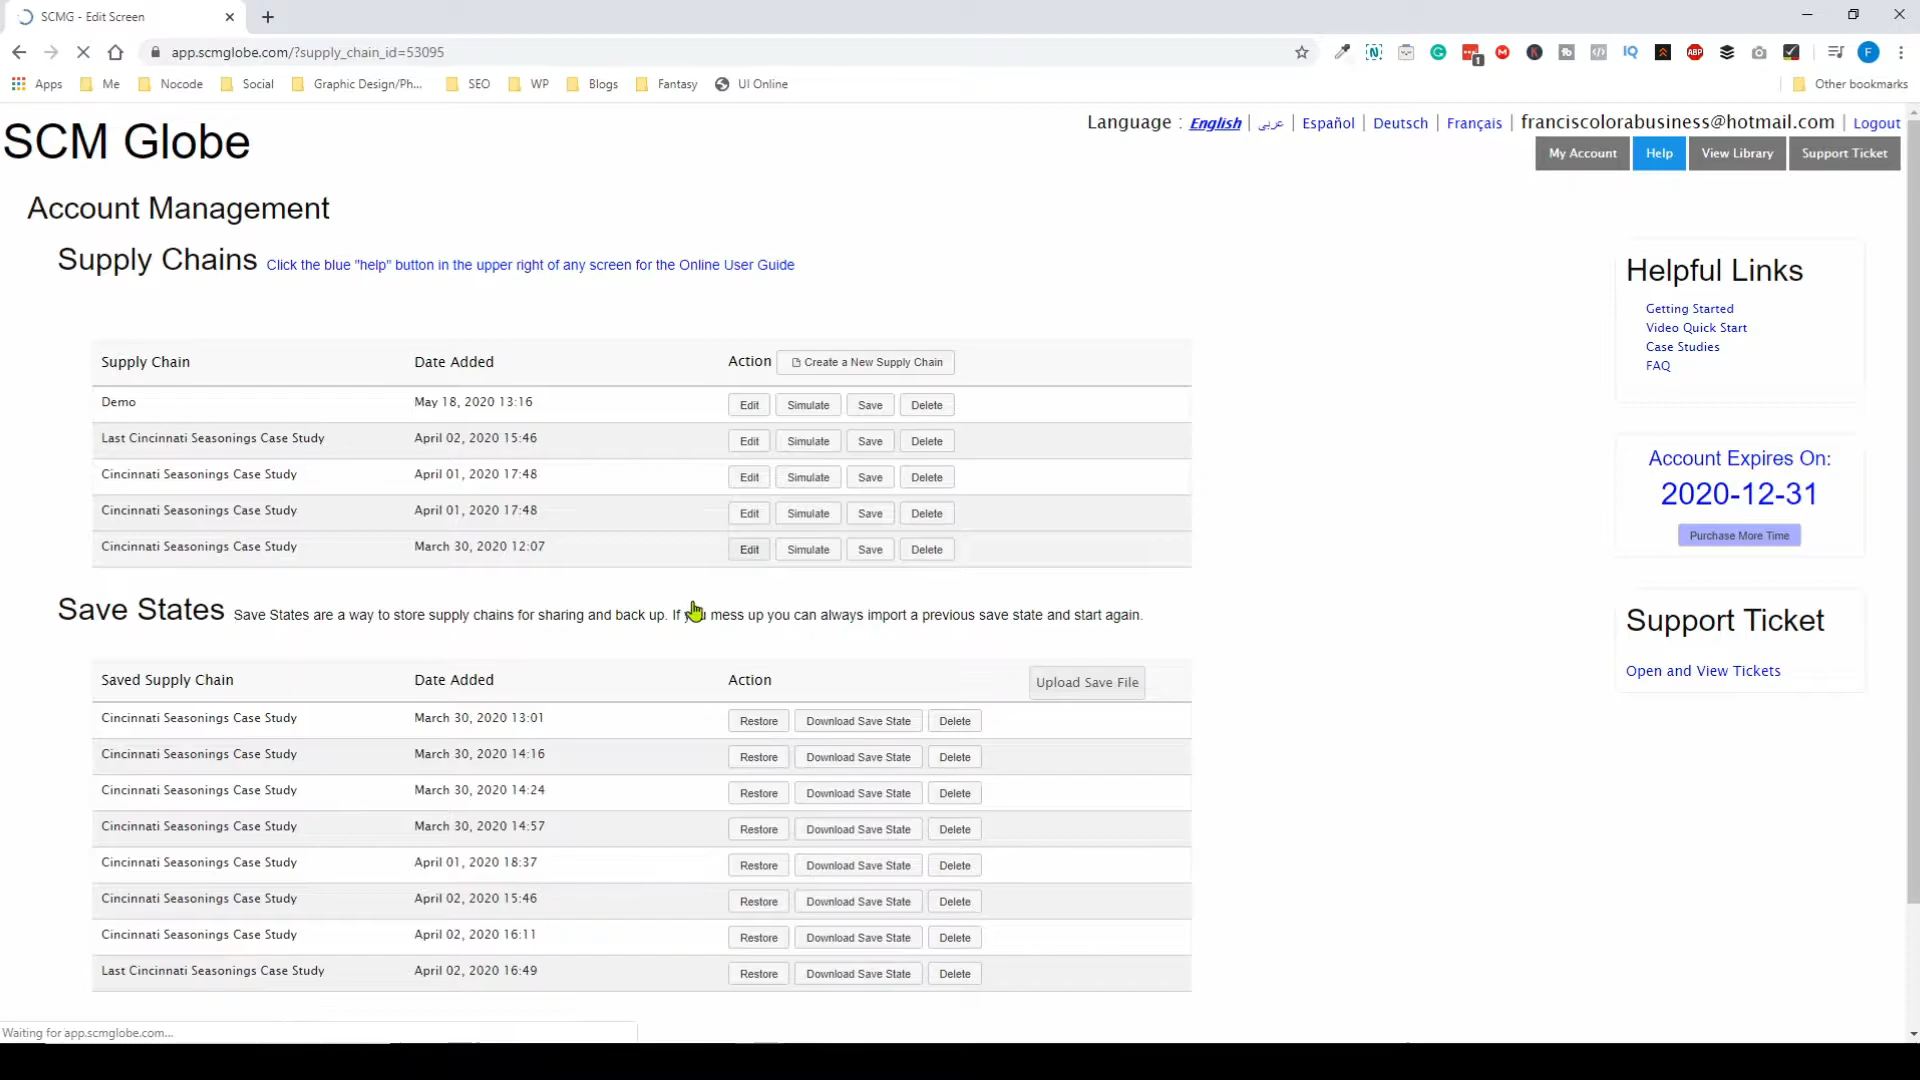 SCMG - Edit Screen
app.scmglobe.com/?supply_chain_id=53095
Apps Me Nocode Social Graphic Design/Ph... SEO WP Blogs Fantasy UI Online Other bookmarks
Language : English | عربى | Español | Deutsch | Français | franciscolorabusiness@hotmail.com | Logout
SCM Globe
My Account Help View Library Support Ticket
Account Management
Supply Chains Click the blue "help" button in the upper right of any screen for the Online User Guide
Supply Chain Date Added Action Create a New Supply Chain
Demo May 18, 2020 13:16 Edit Simulate Save Delete
Last Cincinnati Seasonings Case Study April 02, 2020 15:46 Edit Simulate Save Delete
Cincinnati Seasonings Case Study April 01, 2020 17:48 Edit Simulate Save Delete
Cincinnati Seasonings Case Study April 01, 2020 17:48 Edit Simulate Save Delete
Cincinnati Seasonings Case Study March 30, 2020 12:07 Edit Simulate Save Delete
Save States Save States are a way to store supply chains for sharing and back up. If you mess up you can always import a previous save state and start again.
Saved Supply Chain Date Added Action Upload Save File
Cincinnati Seasonings Case Study March 30, 2020 13:01 Restore Download Save State Delete
Cincinnati Seasonings Case Study March 30, 2020 14:16 Restore Download Save State Delete
Cincinnati Seasonings Case Study March 30, 2020 14:24 Restore Download Save State Delete
Cincinnati Seasonings Case Study March 30, 2020 14:57 Restore Download Save State Delete
Cincinnati Seasonings Case Study April 01, 2020 18:37 Restore Download Save State Delete
Cincinnati Seasonings Case Study April 02, 2020 15:46 Restore Download Save State Delete
Cincinnati Seasonings Case Study April 02, 2020 16:11 Restore Download Save State Delete
Last Cincinnati Seasonings Case Study April 02, 2020 16:49 Restore Download Save State Delete
Helpful Links
Getting Started
Video Quick Start
Case Studies
FAQ
Account Expires On:
2020-12-31
Purchase More Time
Support Ticket
Open and View Tickets
Waiting for app.scmglobe.com...